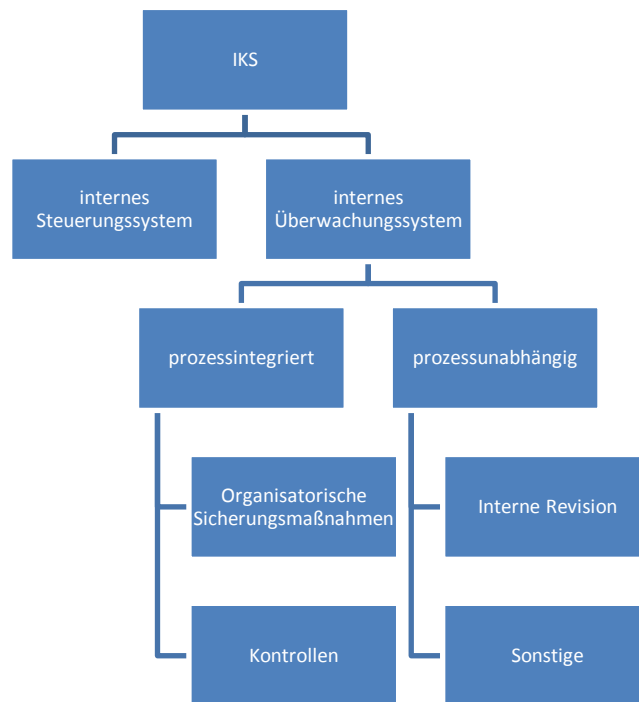 IKS
internes
Steuerungssystem
internes
Überwachungssystem
prozessintegriert
prozessunabhängig
Organisatorische
Sicherungsmaßnahmen
Interne Revision
Kontrollen
Sonstige